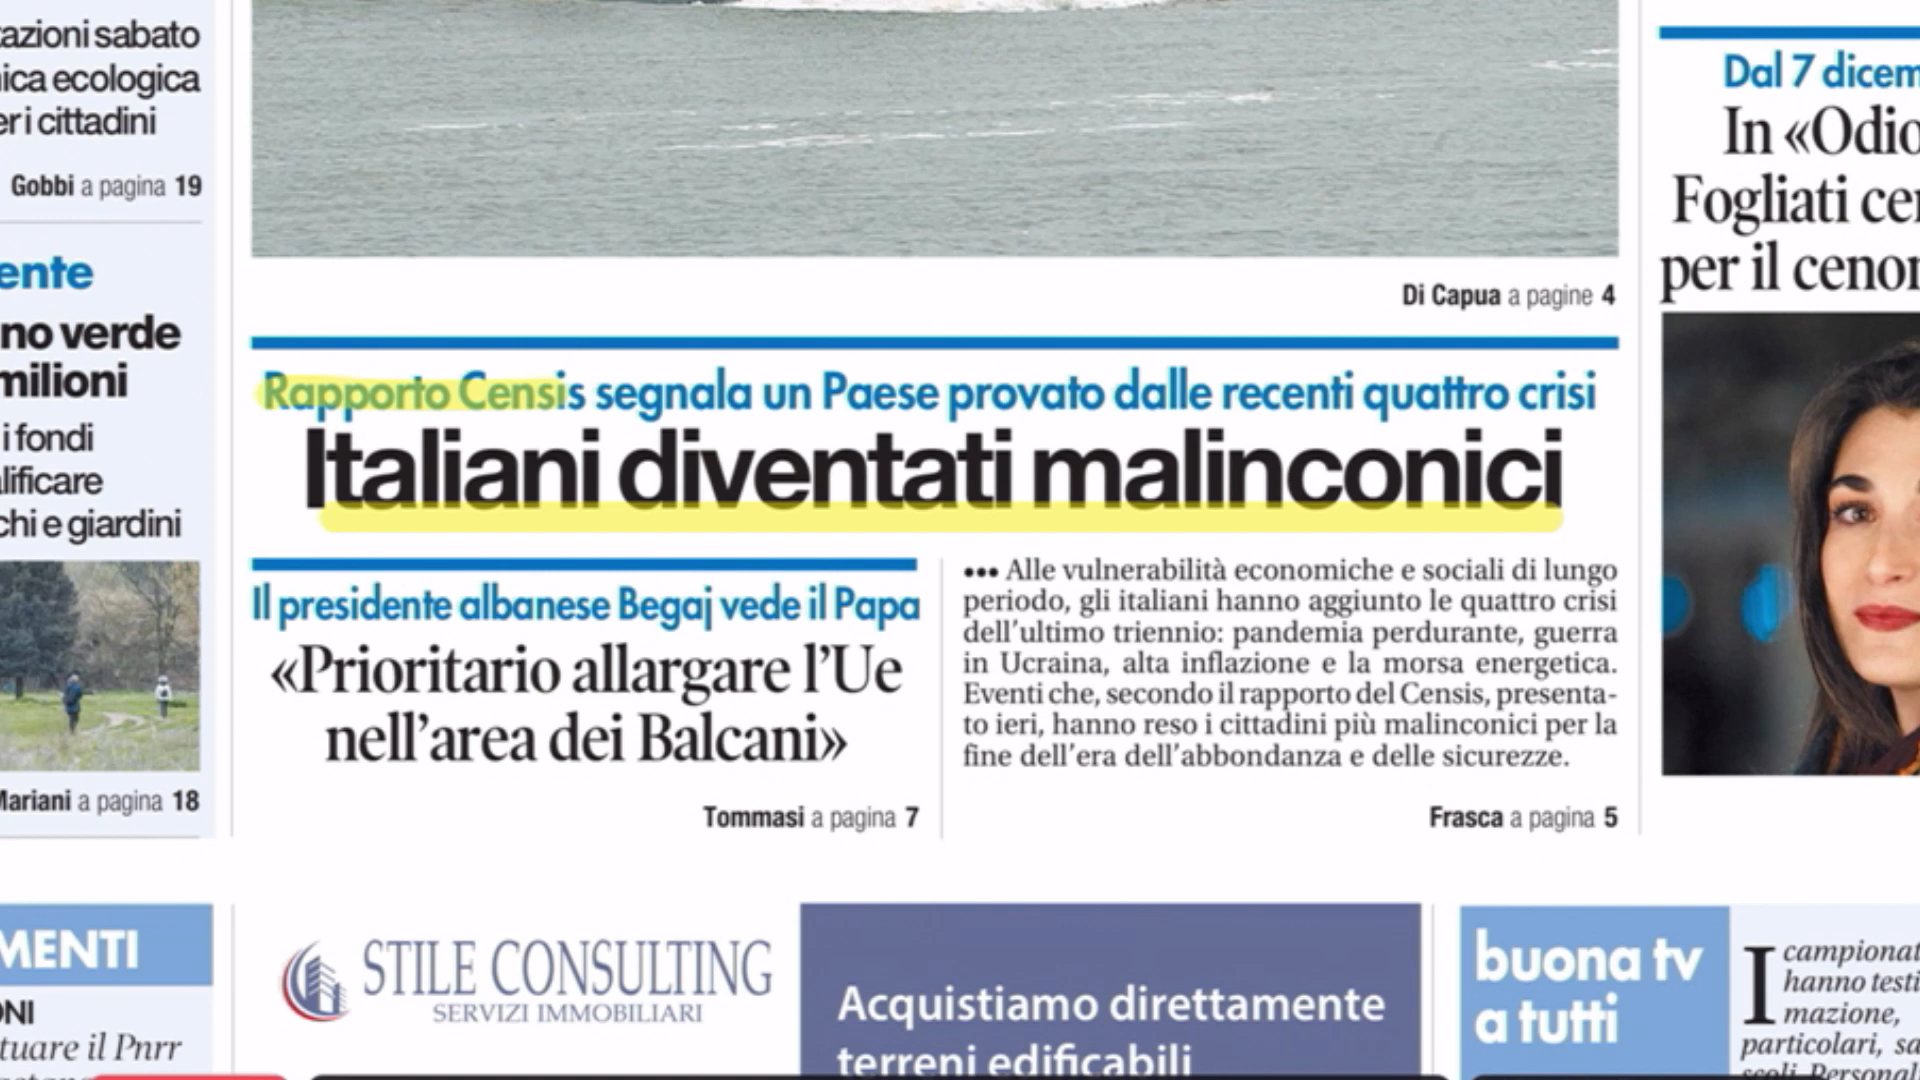 azioni sabato
ica ecologica
er i cittadini
Gobbi a pagina 19
ente
no verde
milioni
i fondi
lificare
chi e giardini
Mariani a pagina 18
MENTI
ONI
tuare il Pnrr
Di Capua a pagine 4
Rapporto Censis segnala un Paese provato dalle recenti quattro crisi
Italiani diventati malinconici
Il presidente albanese Begaj vede il Papa
«Prioritario allargare l'Ue
nell'area dei Balcani»
Tommasi a pagina 7
••• Alle vulnerabilità economiche e sociali di lungo
periodo, gli italiani hanno aggiunto le quattro crisi
dell'ultimo triennio: pandemia perdurante, guerra
in Ucraina, alta inflazione e la morsa energetica.
Eventi che, secondo il rapporto del Censis, presenta-
to ieri, hanno reso i cittadini più malinconici per la
fine dell'era dell'abbondanza e delle sicurezze.
Frasca a pagina 5
STILE CONSULTING
SERVIZI IMMOBILIARI
Acquistiamo direttamente
terreni edificabili
Dal 7 dicem
In «Odio
Fogliati ce
per il ceno
buona tv
a tutti
I campionat
hanno testi
mazione,
particolari, sa
scoli. Personal